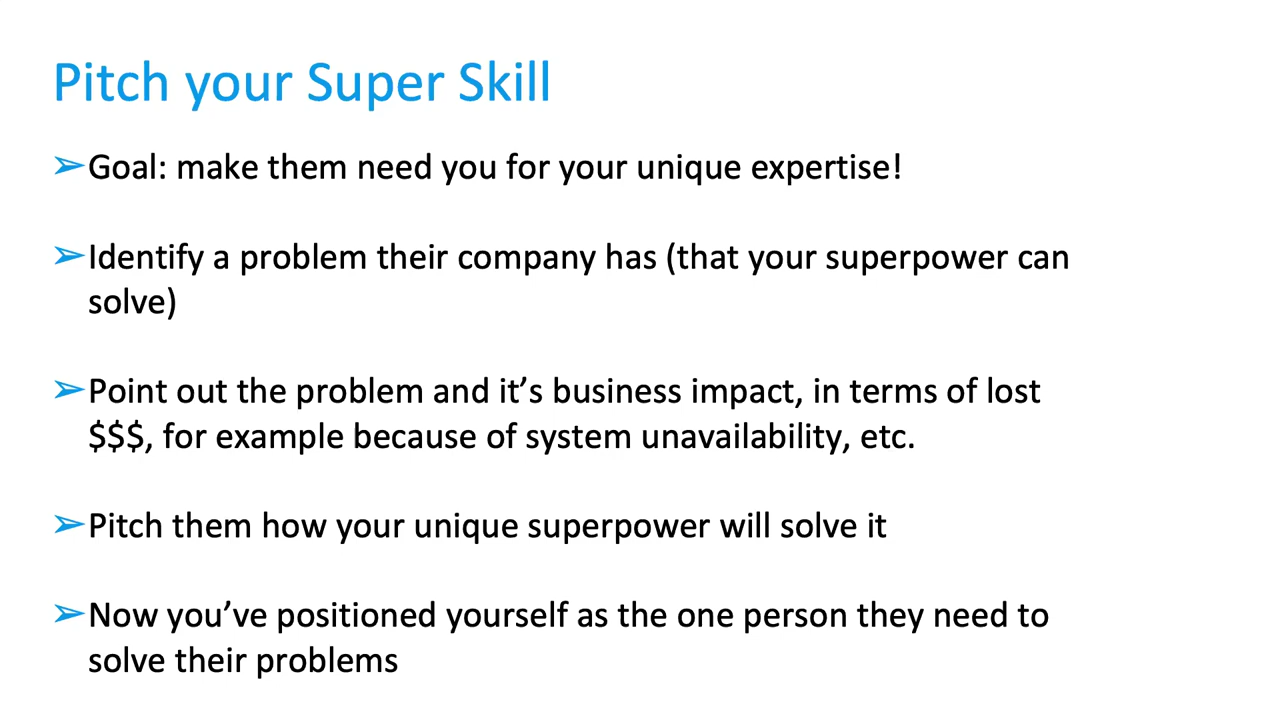 Pitch your Super Skill
➢Goal: make them need you for your unique expertise!
➢Identify a problem their company has (that your superpower can
solve)
➢Point out the problem and it’s business impact, in terms of lost
$$$, for example because of system unavailability, etc.
➢Pitch them how your unique superpower will solve it
➢Now you’ve positioned yourself as the one person they need to
solve their problems